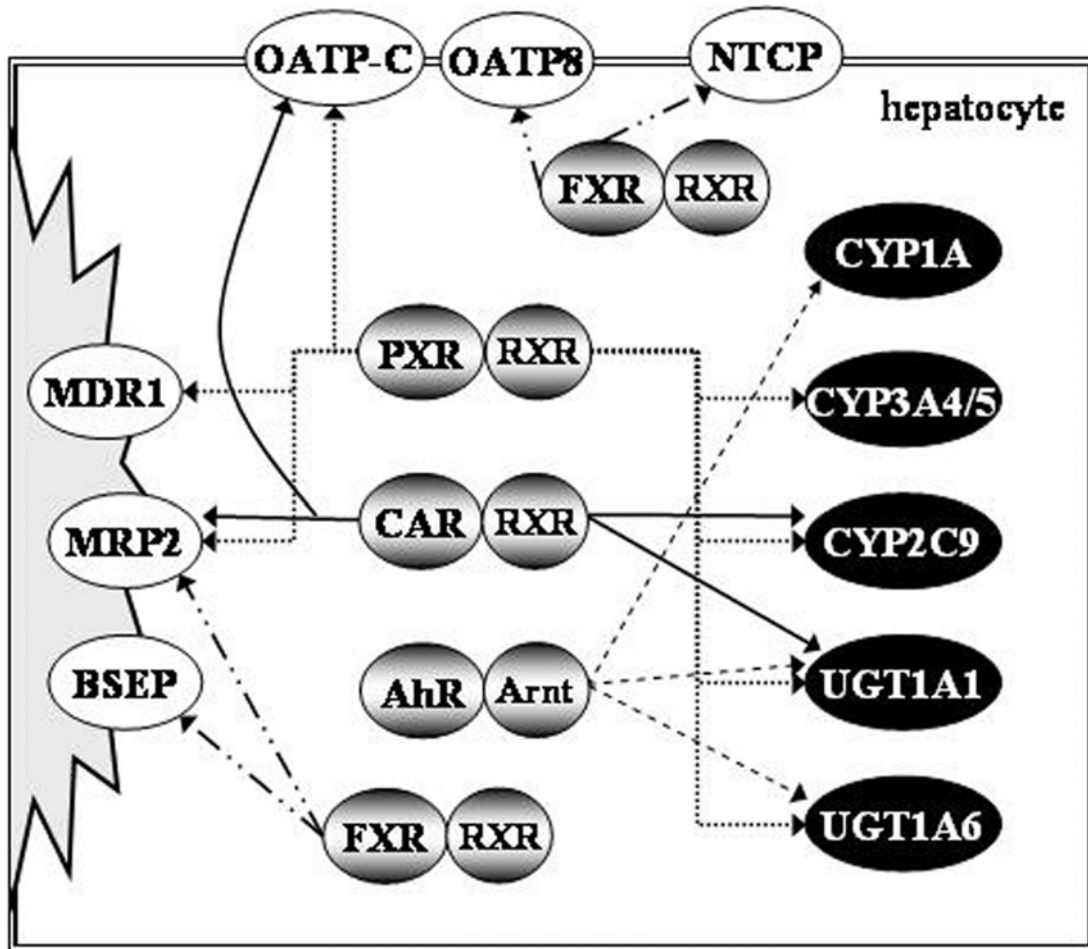 OATP-C
OATP8
NTCP
hepatocyte
FXR
RXR
CYP1A
PXR
RXR
MDR1
CYP3A4/5
CAR
RXR
MRP2
CYP2C9
BSEP
AhR
Arnt
UGT1A1
FXR
RXR
UGT1A6